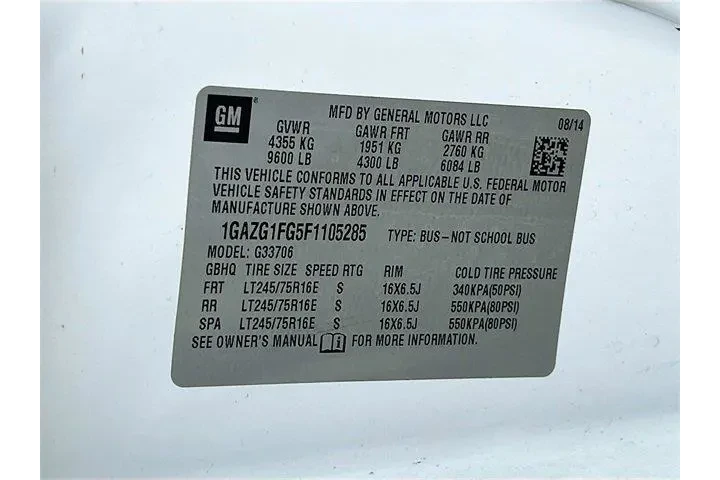 GM ®
MFD BY GENERAL MOTORS LLC 08/14
GVWR GAWR FRT GAWR RR
4355 KG 1951 KG 2760 KG
9600 LB 4300 LB 6084 LB
THIS VEHICLE CONFORMS TO ALL APPLICABLE U.S. FEDERAL MOTOR
VEHICLE SAFETY STANDARDS IN EFFECT ON THE DATE OF
MANUFACTURE SHOWN ABOVE.
1GAZG1FG5F1105285 TYPE: BUS-NOT SCHOOL BUS
MODEL: G33706
GBHQ TIRE SIZE SPEED RTG RIM COLD TIRE PRESSURE
FRT LT245/75R16E S 16X6.5J 340KPA(50PSI)
RR LT245/75R16E S 16X6.5J 550KPA(80PSI)
SPA LT245/75R16E S 16X6.5J 550KPA(80PSI)
SEE OWNER'S MANUAL i FOR MORE INFORMATION.